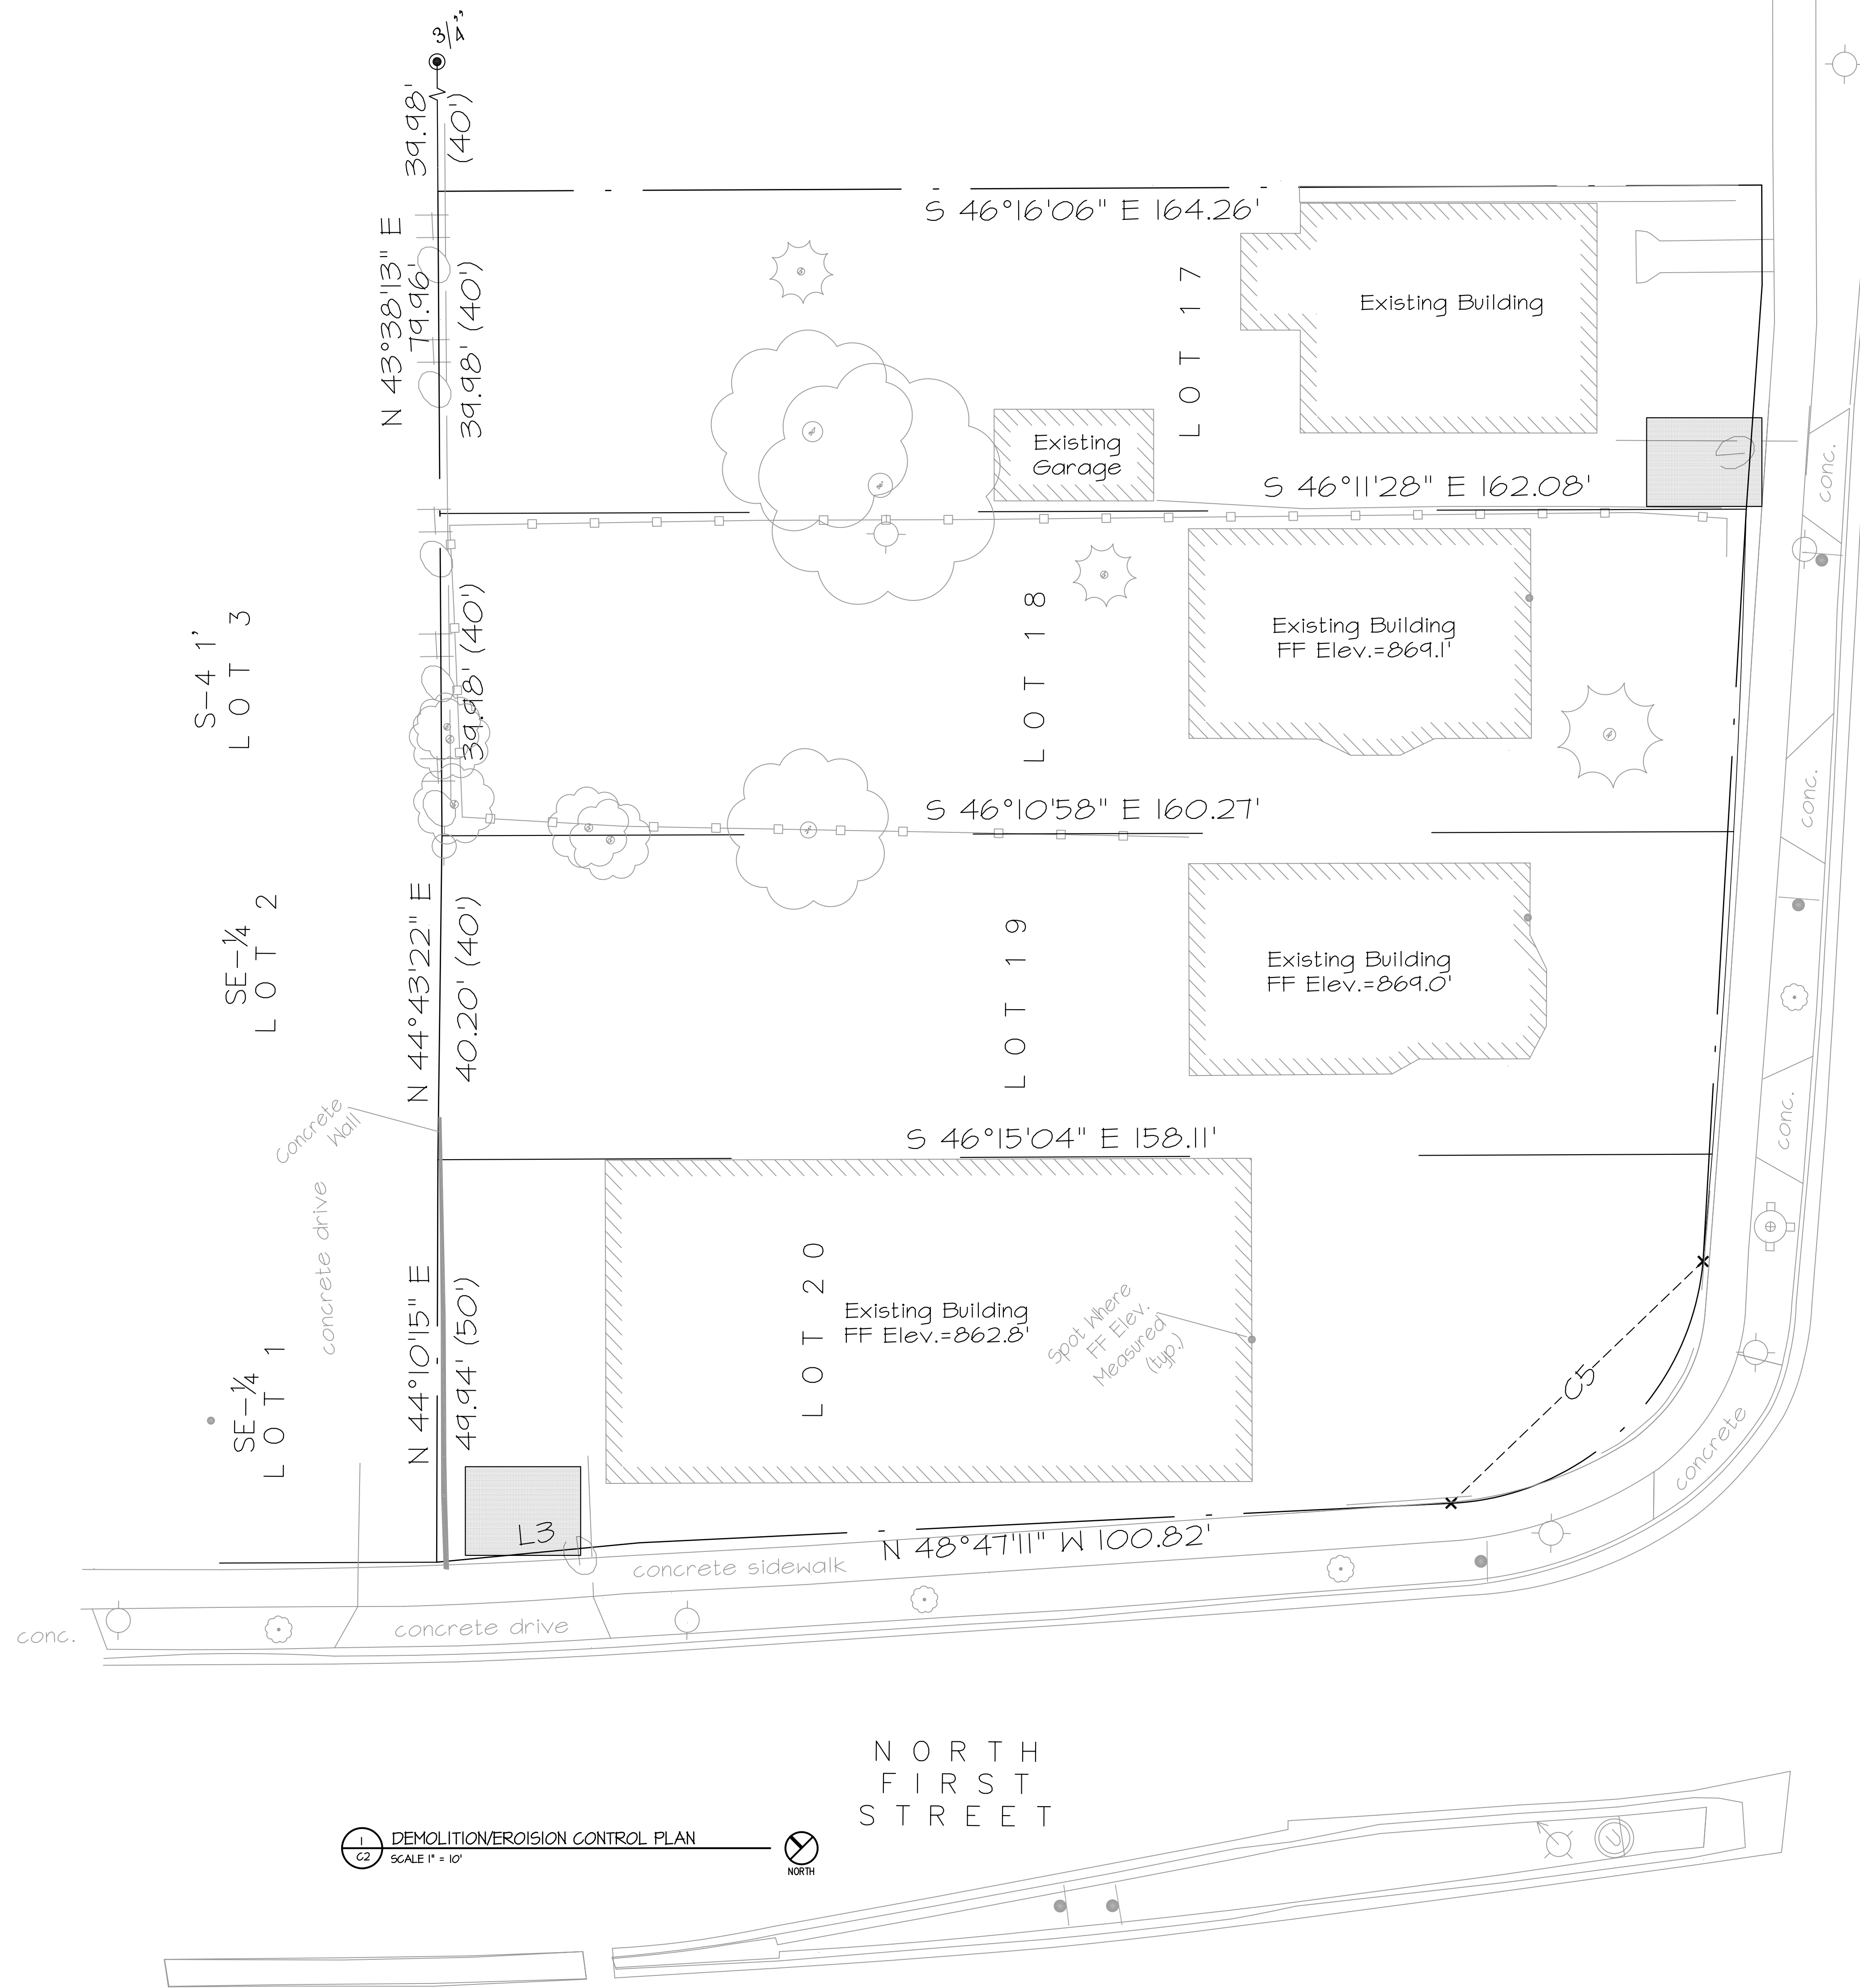 3/4"
39.98'
(40')
S 46°16'06" E 164.26'
N 43°38'13" E
79.96'
39.98' (40')
LOT 17
Existing Building
Existing
Garage
S 46°11'28" E 162.08'
conc.
S-4 1'
LOT 3
39.98' (40')
LOT 18
Existing Building
FF Elev.=869.1'
S 46°10'58" E 160.27'
conc.
SE-1/4
LOT 2
N 44°43'22" E
40.20' (40')
LOT 19
Existing Building
FF Elev.=869.0'
conc.
Concrete
Wall
S 46°15'04" E 158.11'
concrete drive
SE-1/4
LOT 1
N 44°10'15" E
49.94' (50')
LOT 20
Existing Building
FF Elev.=862.8'
Spot Where
FF Elev.
Measured
(typ.)
C5
concrete
L3
N 48°47'11" W 100.82'
concrete sidewalk
concrete drive
conc.
NORTH
FIRST
STREET
1
C2
DEMOLITION/EROISION CONTROL PLAN
SCALE 1" = 10'
NORTH
U